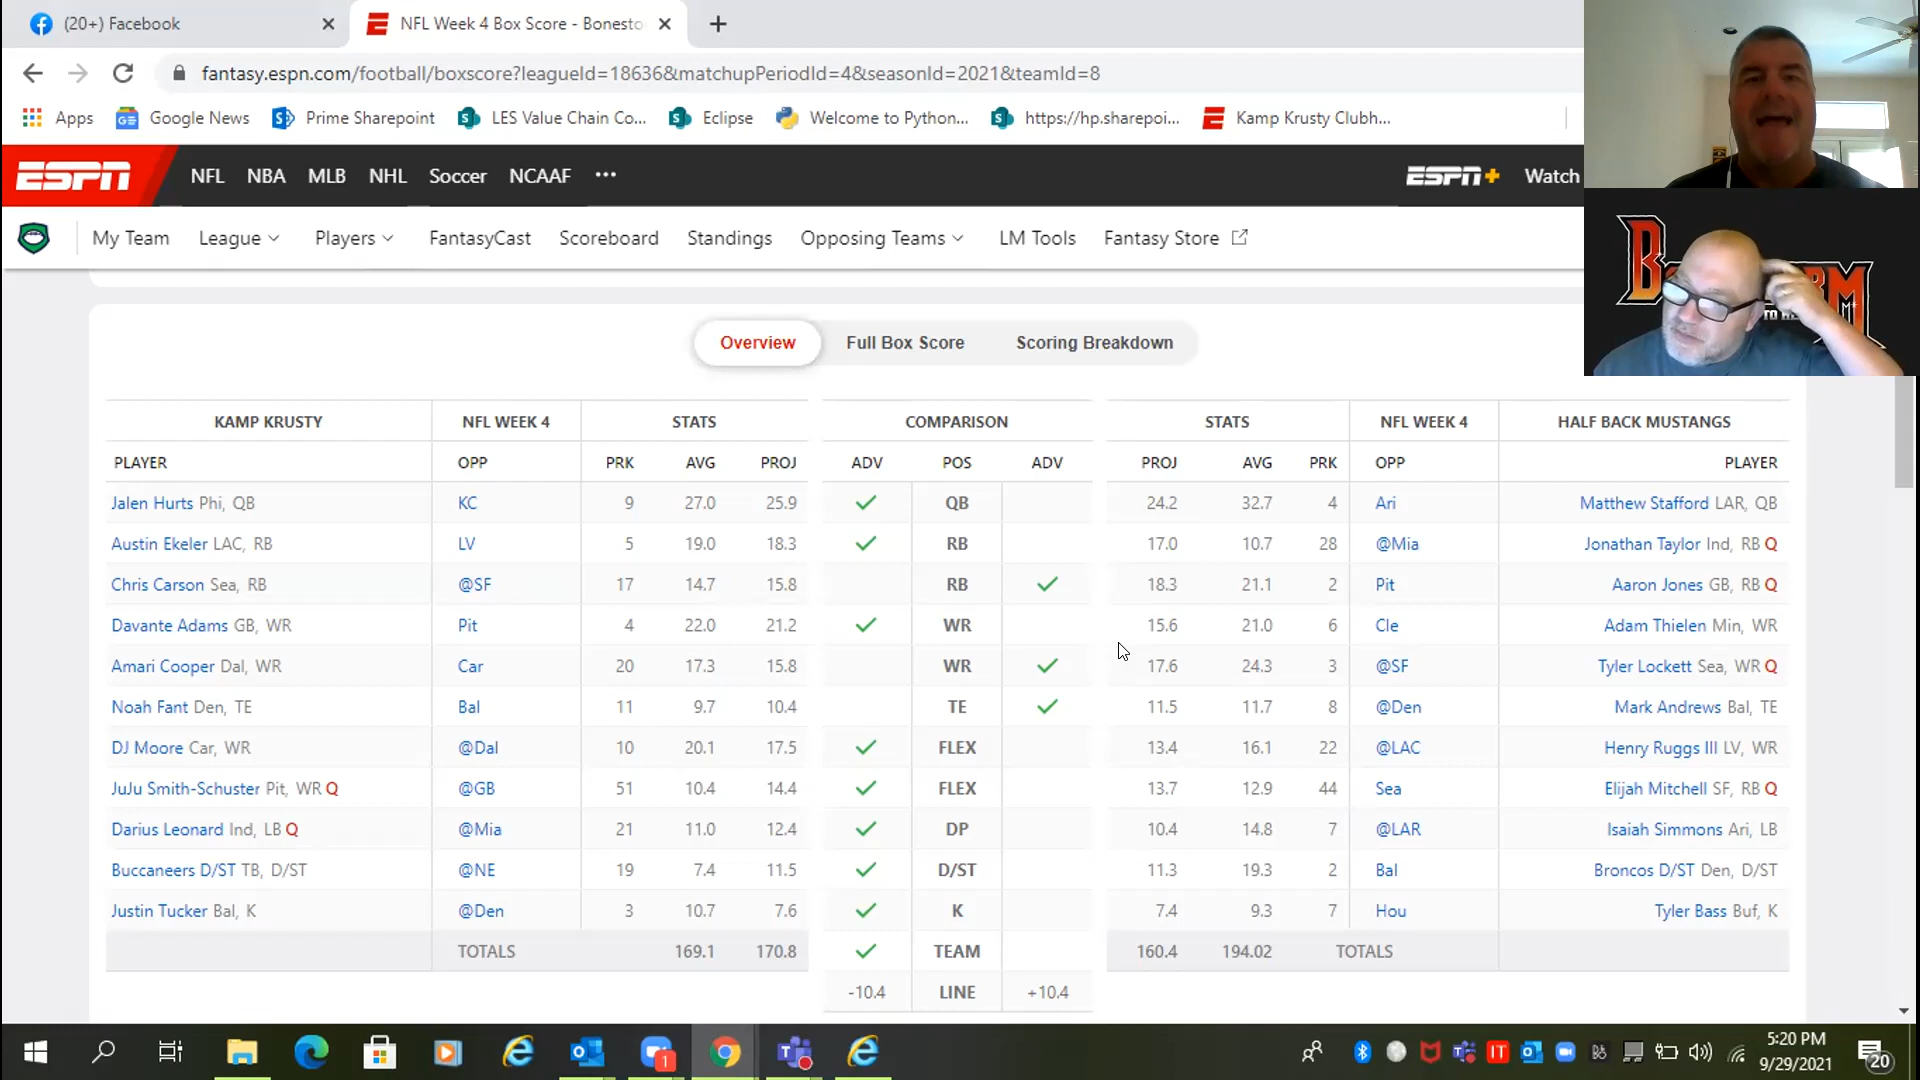 (20+) Facebook
NFL Week 4 Box Score - Bonesto
fantasy.espn.com/football/boxscore?leagueId=18636&matchupPeriodId=4&seasonId=2021&teamId=8
Apps Google News Prime Sharepoint LES Value Chain Co... Eclipse Welcome to Python... https://hp.sharepoi... Kamp Krusty Clubh...
ESPN NFL NBA MLB NHL Soccer NCAAF ••• ESPN+ Watch
My Team League Players FantasyCast Scoreboard Standings Opposing Teams LM Tools Fantasy Store
Overview Full Box Score Scoring Breakdown
KAMP KRUSTY NFL WEEK 4 STATS COMPARISON STATS NFL WEEK 4 HALF BACK MUSTANGS
PLAYER OPP PRK AVG PROJ ADV POS ADV PROJ AVG PRK OPP PLAYER
Jalen Hurts Phi, QB KC 9 27.0 25.9 QB 24.2 32.7 4 Ari Matthew Stafford LAR, QB
Austin Ekeler LAC, RB LV 5 19.0 18.3 RB 17.0 10.7 28 @Mia Jonathan Taylor Ind, RB Q
Chris Carson Sea, RB @SF 17 14.7 15.8 RB 18.3 21.1 2 Pit Aaron Jones GB, RB Q
Davante Adams GB, WR Pit 4 22.0 21.2 WR 15.6 21.0 6 Cle Adam Thielen Min, WR
Amari Cooper Dal, WR Car 20 17.3 15.8 WR 17.6 24.3 3 @SF Tyler Lockett Sea, WR Q
Noah Fant Den, TE Bal 11 9.7 10.4 TE 11.5 11.7 8 @Den Mark Andrews Bal, TE
DJ Moore Car, WR @Dal 10 20.1 17.5 FLEX 13.4 16.1 22 @LAC Henry Ruggs III LV, WR
JuJu Smith-Schuster Pit, WR Q @GB 51 10.4 14.4 FLEX 13.7 12.9 44 Sea Elijah Mitchell SF, RB Q
Darius Leonard Ind, LB Q @Mia 21 11.0 12.4 DP 10.4 14.8 7 @LAR Isaiah Simmons Ari, LB
Buccaneers D/ST TB, D/ST @NE 19 7.4 11.5 D/ST 11.3 19.3 2 Bal Broncos D/ST Den, D/ST
Justin Tucker Bal, K @Den 3 10.7 7.6 K 7.4 9.3 7 Hou Tyler Bass Buf, K
TOTALS 169.1 170.8 TEAM 160.4 194.02 TOTALS
-10.4 LINE +10.4
5:20 PM
9/29/2021
20
1